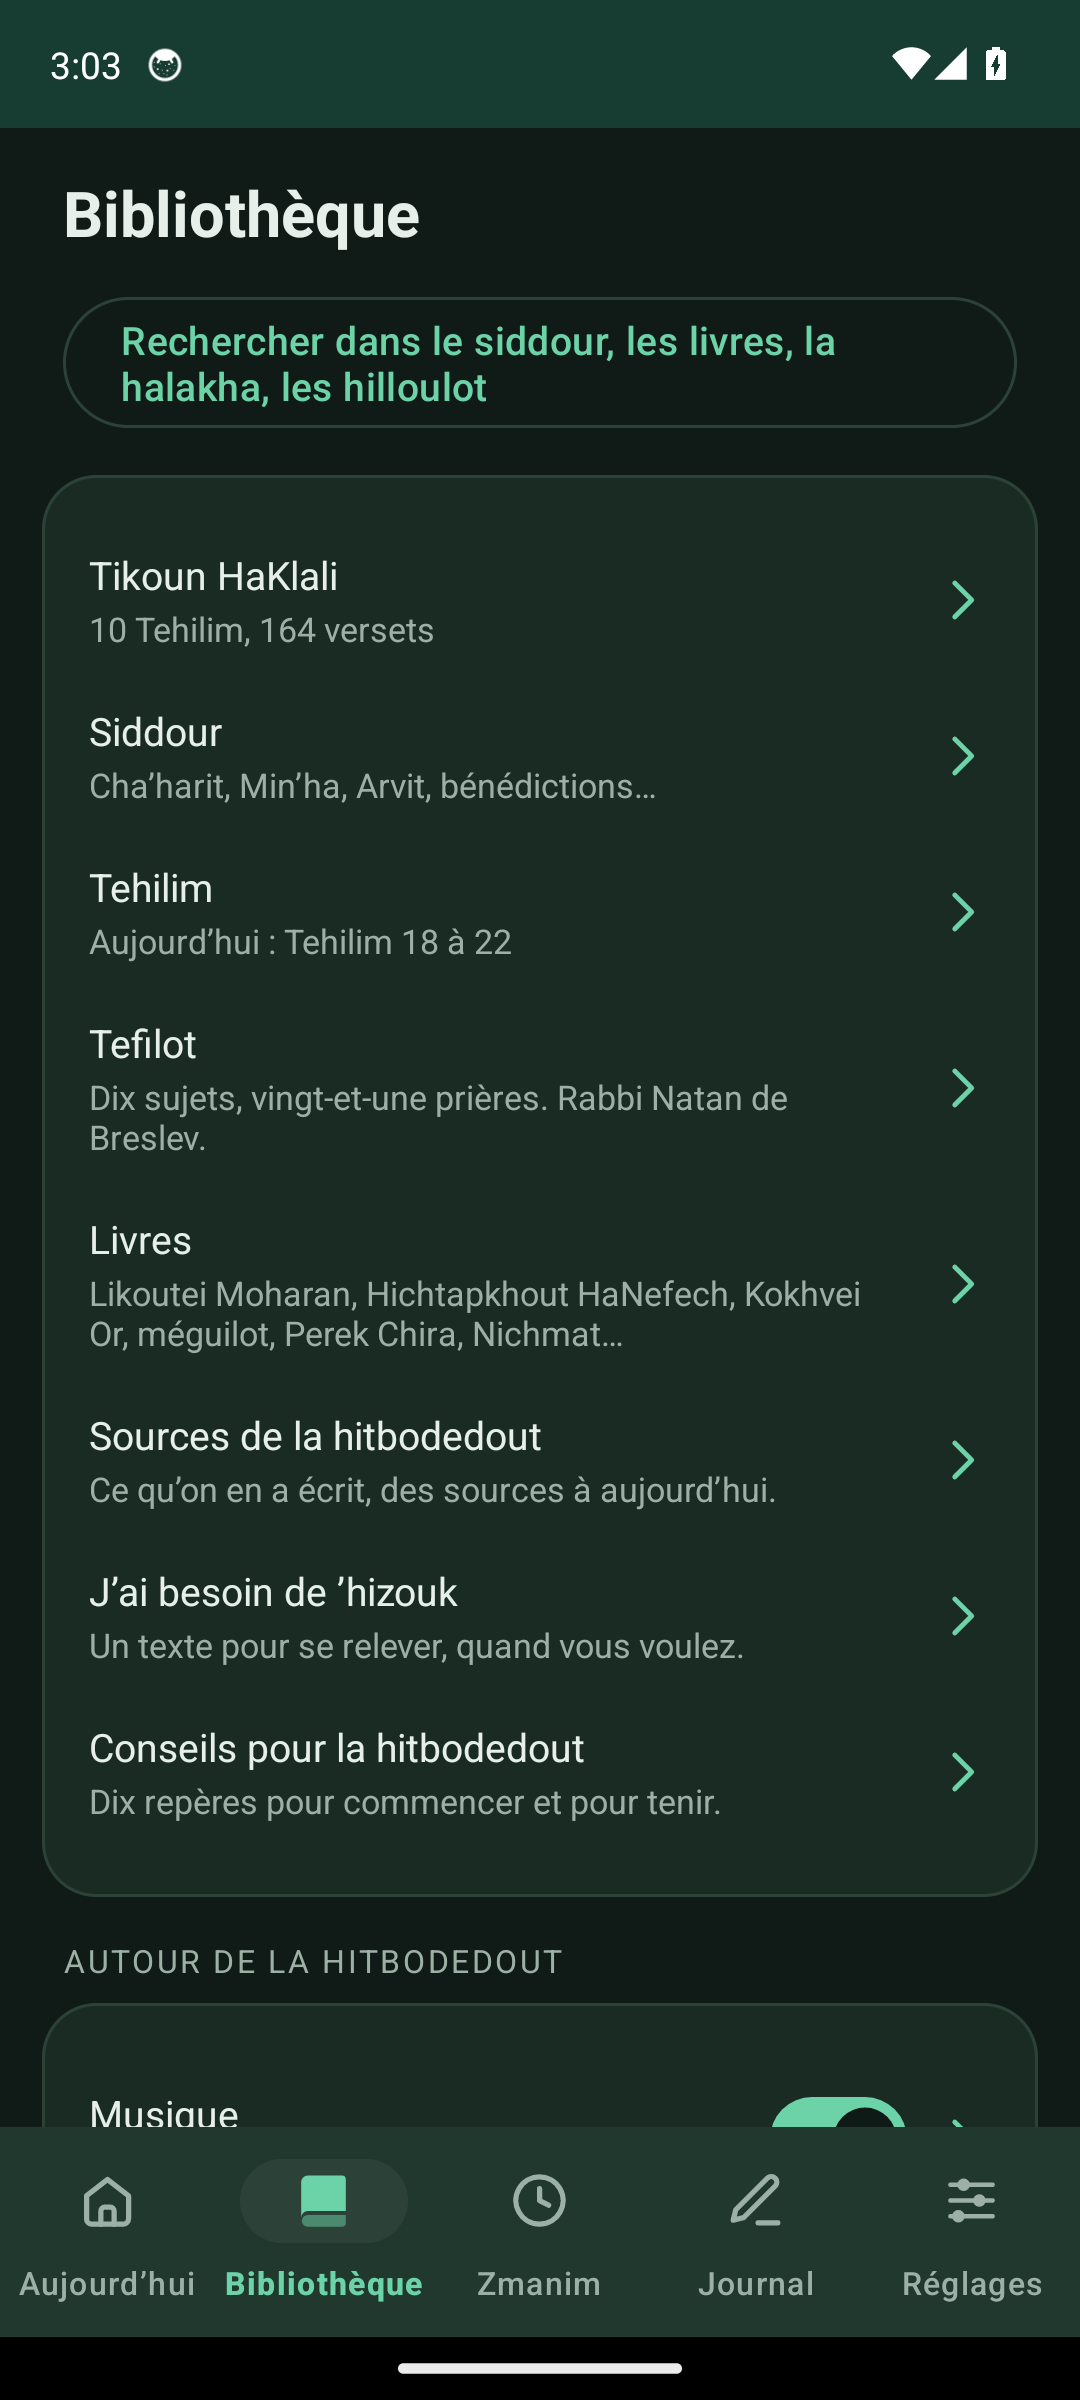 3:03
Bibliothèque
Rechercher dans le siddour, les livres, la
halakha, les hilloulot
Tikoun HaKlali
10 Tehilim, 164 versets
Siddour
Cha’harit, Min’ha, Arvit, bénédictions…
Tehilim
Aujourd’hui : Tehilim 18 à 22
Tefilot
Dix sujets, vingt-et-une prières. Rabbi Natan de
Breslev.
Livres
Likoutei Moharan, Hichtapkhout HaNefech, Kokhvei
Or, méguilot, Perek Chira, Nichmat…
Sources de la hitbodedout
Ce qu’on en a écrit, des sources à aujourd’hui.
J’ai besoin de ’hizouk
Un texte pour se relever, quand vous voulez.
Conseils pour la hitbodedout
Dix repères pour commencer et pour tenir.
AUTOUR DE LA HITBODEDOUT
Musique
Aujourd’hui
Bibliothèque
Zmanim
Journal
Réglages